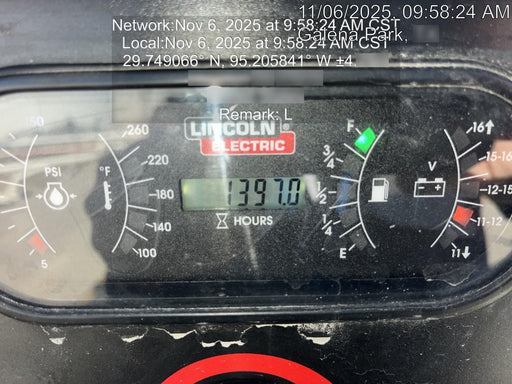 11/06/2025, 09:58:24 AM
Network:Nov 6, 2025 at 9:58:24 AM CST
Local:Nov 6, 2025 at 9:58:24 AM CST
Galena Park,
29.749066° N, 95.205841° W ±4.
Remark: L
LINCOLN®
ELECTRIC
1397.0
HOURS
150
PSI
5
260
220
°F
180
140
100
F
3/4
1/2
1/4
E
16
15-16
V
12-15
11-12
11